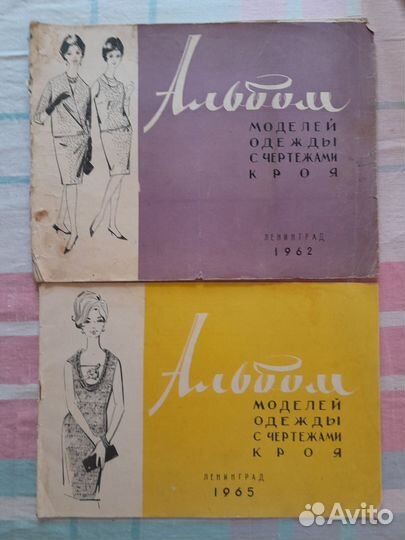 Альбом
МОДЕЛЕЙ
ОДЕЖДЫ
С ЧЕРТЕЖАМИ
КРОЯ
ЛЕНИНГРАД
1962
Альбом
МОДЕЛЕЙ
ОДЕЖДЫ
С ЧЕРТЕЖАМИ
КРОЯ
ЛЕНИНГРАД
1965
Avito